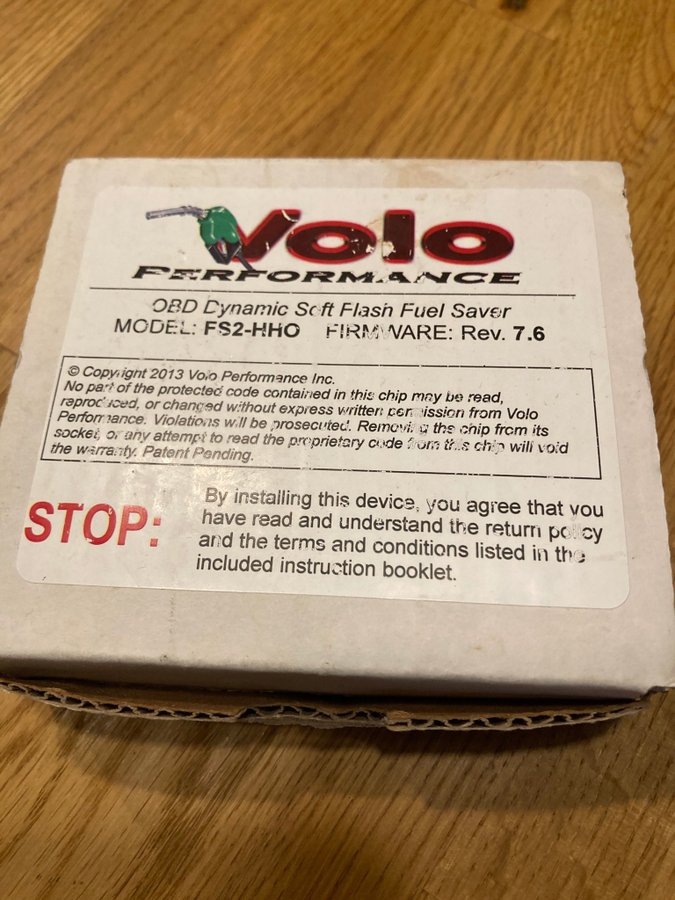 Volo
PERFORMANCE
OBD Dynamic Soft Flash Fuel Saver
MODEL: FS2-HHO FIRMWARE: Rev. 7.6
© Copyright 2013 Volo Performance Inc.
No part of the protected code contained in this chip may be read,
reproduced, or changed without express written permission from Volo
Performance. Violations will be prosecuted. Removing the chip from its
socket, or any attempt to read the proprietary code from this chip will void
the warranty. Patent Pending.
STOP:
By installing this device, you agree that you
have read and understand the return policy
and the terms and conditions listed in the
included instruction booklet.